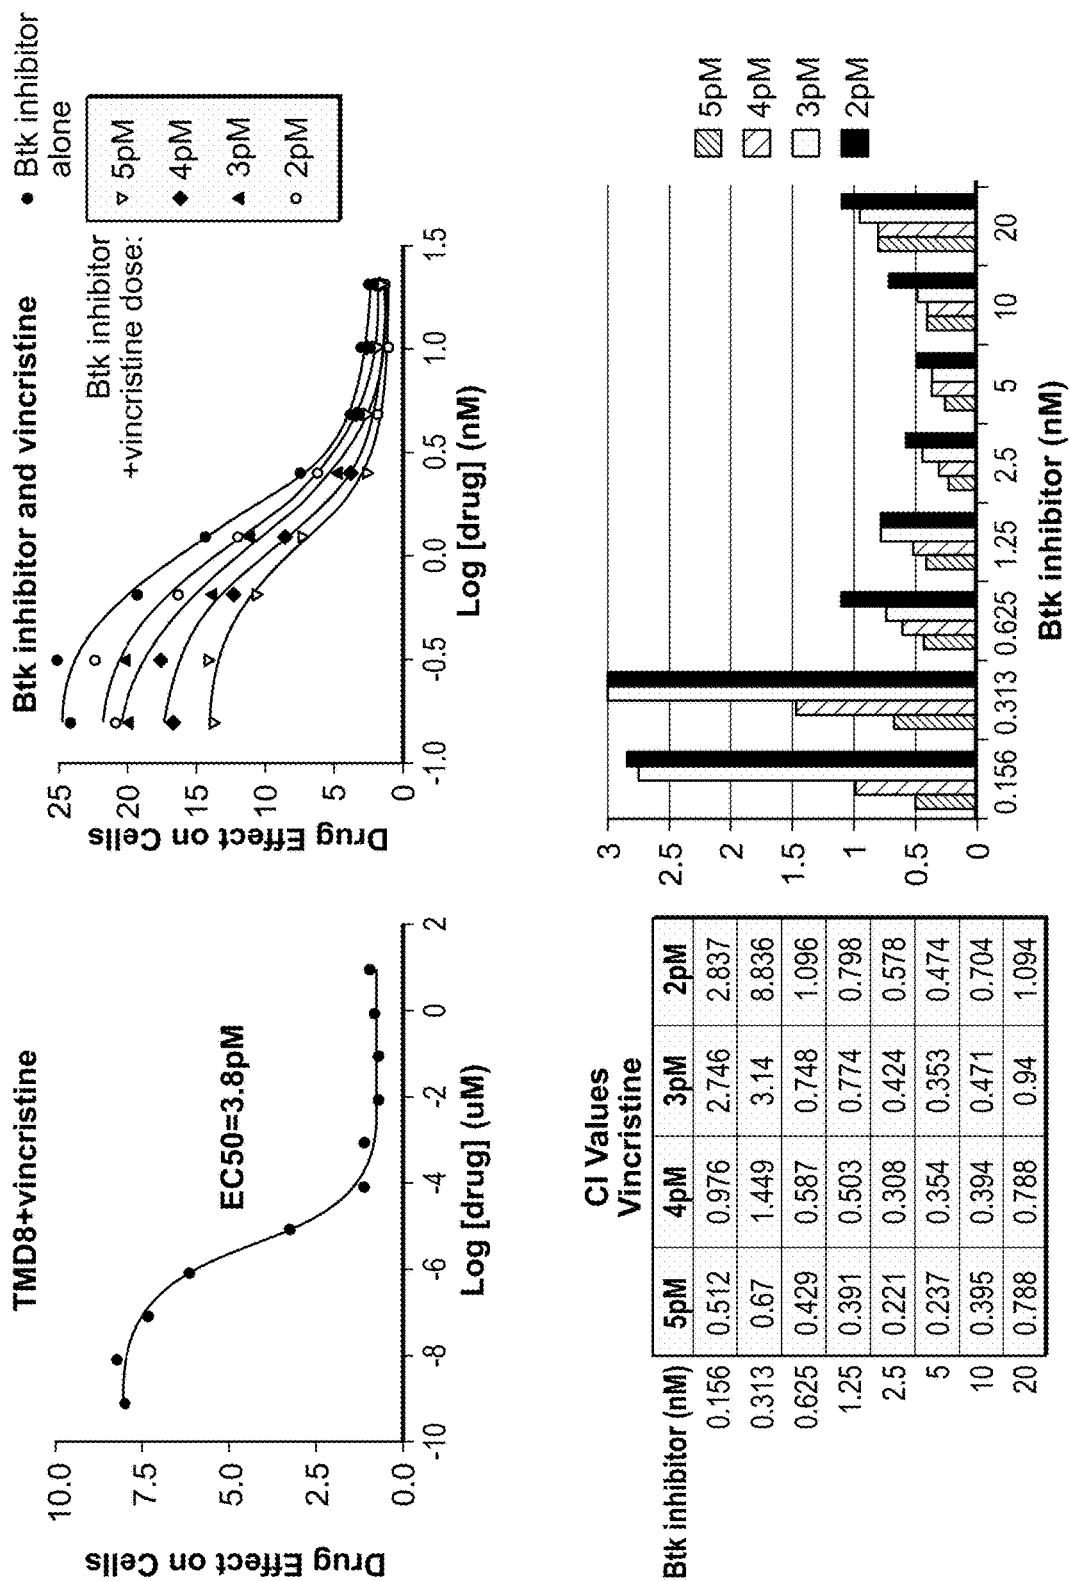 TMD8+vincristine
Drug Effect on Cells
10.0
7.5
5.0
2.5
0.0
EC50=3.8pM
-10 -8 -6 -4 -2 0 2
Log [drug] (uM)
Btk inhibitor and vincristine
Drug Effect on Cells
25
20
15
10
5
0
-1.0 -0.5 0.0 0.5 1.0 1.5
Log [drug] (nM)
Btk inhibitor
alone
Btk inhibitor
+vincristine dose:
5pM
4pM
3pM
2pM
CI Values
Vincristine
Btk inhibitor (nM) 5pM 4pM 3pM 2pM
0.156 0.512 0.976 2.746 2.837
0.313 0.67 1.449 3.14 8.836
0.625 0.429 0.587 0.748 1.096
1.25 0.391 0.503 0.774 0.798
2.5 0.221 0.308 0.424 0.578
5 0.237 0.354 0.353 0.474
10 0.395 0.394 0.471 0.704
20 0.788 0.788 0.94 1.094
3
2.5
2
1.5
1
0.5
0
0.156 0.313 0.625 1.25 2.5 5 10 20
Btk inhibitor (nM)
5pM
4pM
3pM
2pM